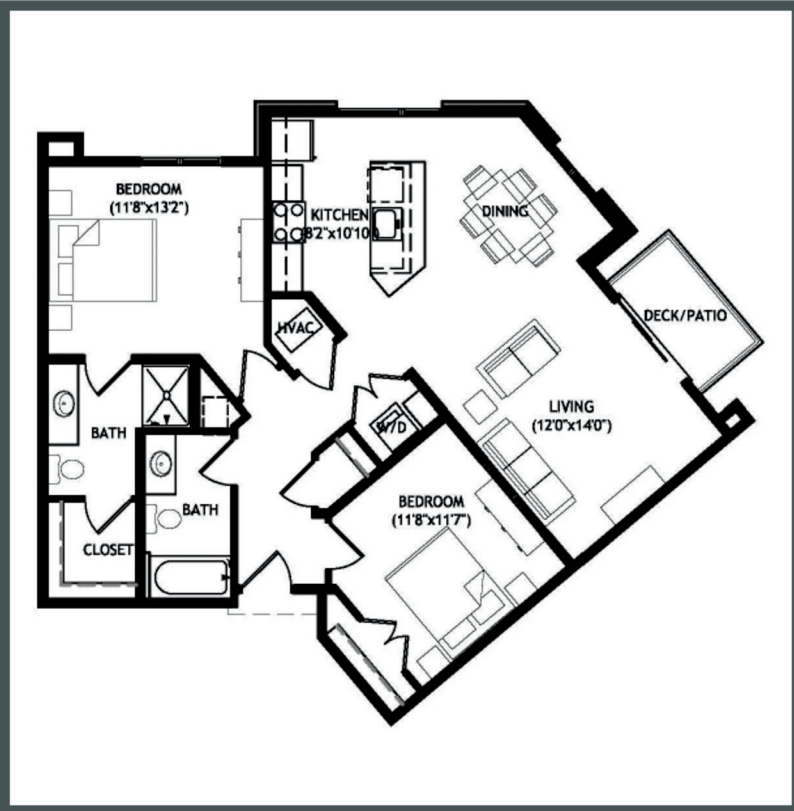 BEDROOM
(11'8"x13'2")
KITCHEN
8'2"x10'10
DINING
HVAC
DECK/PATIO
LIVING
(12'0"x14'0")
W/D
BATH
BATH
CLOSET
BEDROOM
(11'8"x11'7")